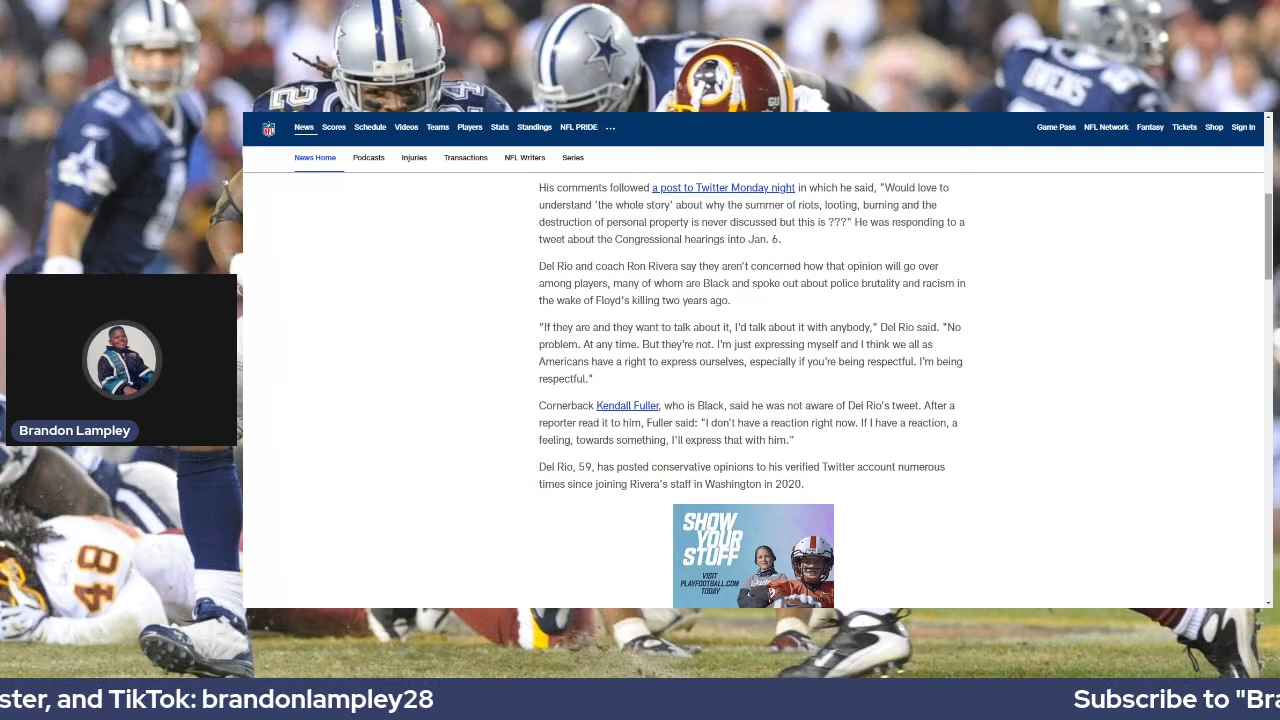 OWENS
News Scores Schedule Videos Teams Players Stats Standings NFL PRIDE ...
Game Pass NFL Network Fantasy Tickets Shop Sign In
News Home Podcasts Injuries Transactions NFL Writers Series
His comments followed a post to Twitter Monday night in which he said, "Would love to
understand 'the whole story' about why the summer of riots, looting, burning and the
destruction of personal property is never discussed but this is ???" He was responding to a
tweet about the Congressional hearings into Jan. 6.
Del Rio and coach Ron Rivera say they aren't concerned how that opinion will go over
among players, many of whom are Black and spoke out about police brutality and racism in
the wake of Floyd's killing two years ago.
"If they are and they want to talk about it, I'd talk about it with anybody," Del Rio said. "No
problem. At any time. But they're not. I'm just expressing myself and I think we all as
Americans have a right to express ourselves, especially if you're being respectful. I'm being
respectful."
Cornerback Kendall Fuller, who is Black, said he was not aware of Del Rio's tweet. After a
reporter read it to him, Fuller said: "I don't have a reaction right now. If I have a reaction, a
feeling, towards something, I'll express that with him."
Del Rio, 59, has posted conservative opinions to his verified Twitter account numerous
times since joining Rivera's staff in Washington in 2020.
SHOW
YOUR
STUFF
VISIT
PLAYFOOTBALL.COM
TODAY
Brandon Lampley
48
ster, and TikTok: brandonlampley28
Subscribe to "Bra